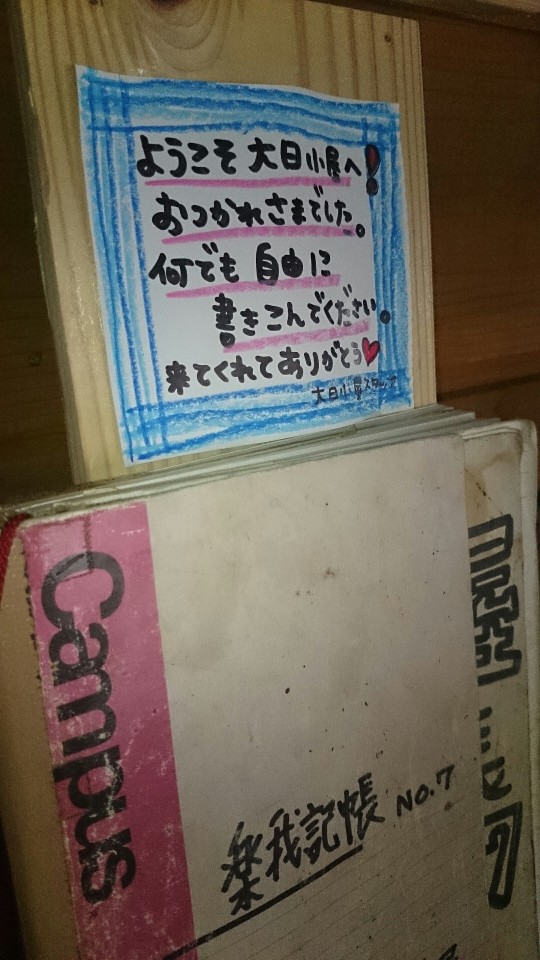 ようこそ 大日小屋へ!
おつかれさまでした。
何でも 自由に
書きこんでください。
来てくれてありがとう
大日小屋スタッフ
Campus
楽我記帳 NO.7